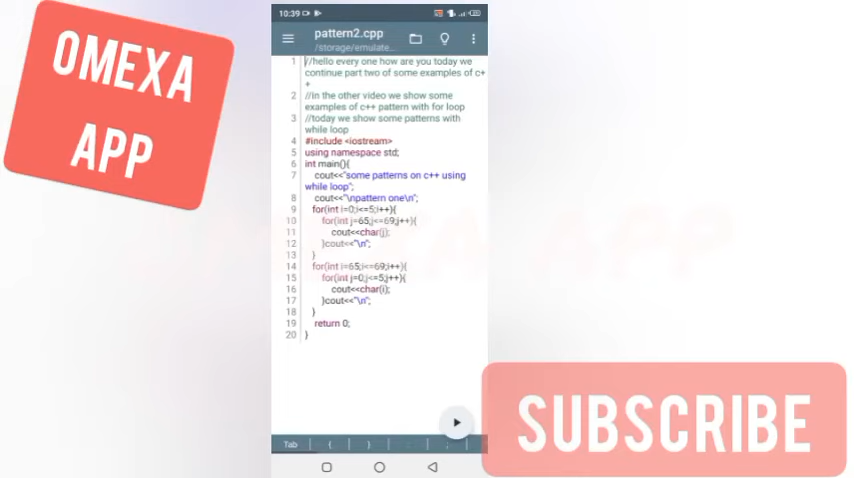 OMEXA
APP
10:39
pattern2.cpp
/storage/emulate...
1 //hello every one how are you today we
continue part two of some examples of c+
+
2 //in the other video we show some
examples of c++ pattern with for loop
3 //today we show some patterns with
while loop
4 #include <iostream>
5 using namespace std;
6 int main(){
7 cout<<"some patterns on c++ using
while loop";
8 cout<<"\npattern one\n";
9 for(int i=0;i<=5;i++){
10 for(int j=65;j<=69;j++){
11 cout<<char(j);
12 }cout<<"\n";
13 }
14 for(int i=65;i<=69;i++){
15 for(int j=0;j<=5;j++){
16 cout<<char(i);
17 }cout<<"\n";
18 }
19 return 0;
20 }
Tab { } ;
SUBSCRIBE